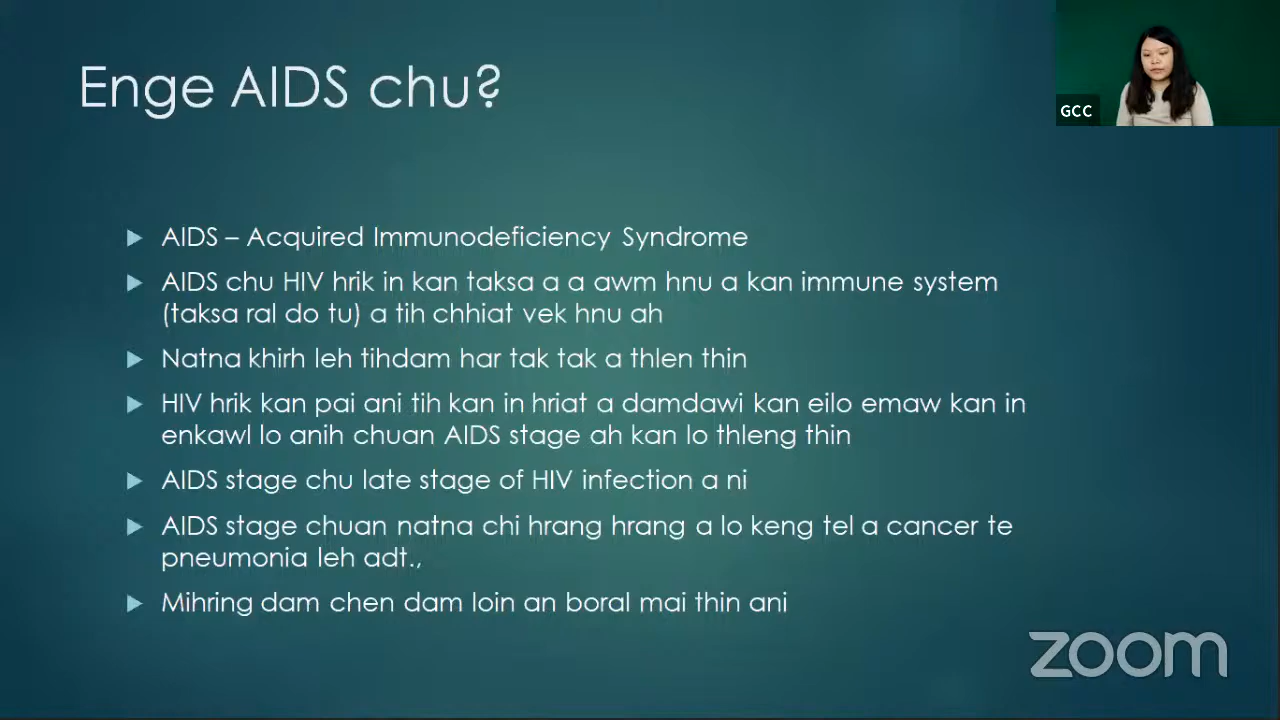 Enge AIDS chu?
GCC
AIDS – Acquired Immunodeficiency Syndrome
AIDS chu HIV hrik in kan taksa a a awm hnu a kan immune system
(taksa ral do tu) a tih chhiat vek hnu ah
Natna khirh leh tihdam har tak tak a thlen thin
HIV hrik kan pai ani tih kan in hriat a damdawi kan eilo emaw kan in
enkawl lo anih chuan AIDS stage ah kan lo thleng thin
AIDS stage chu late stage of HIV infection a ni
AIDS stage chuan natna chi hrang hrang a lo keng tel a cancer te
pneumonia leh adt.,
Mihring dam chen dam loin an boral mai thin ani
zoom